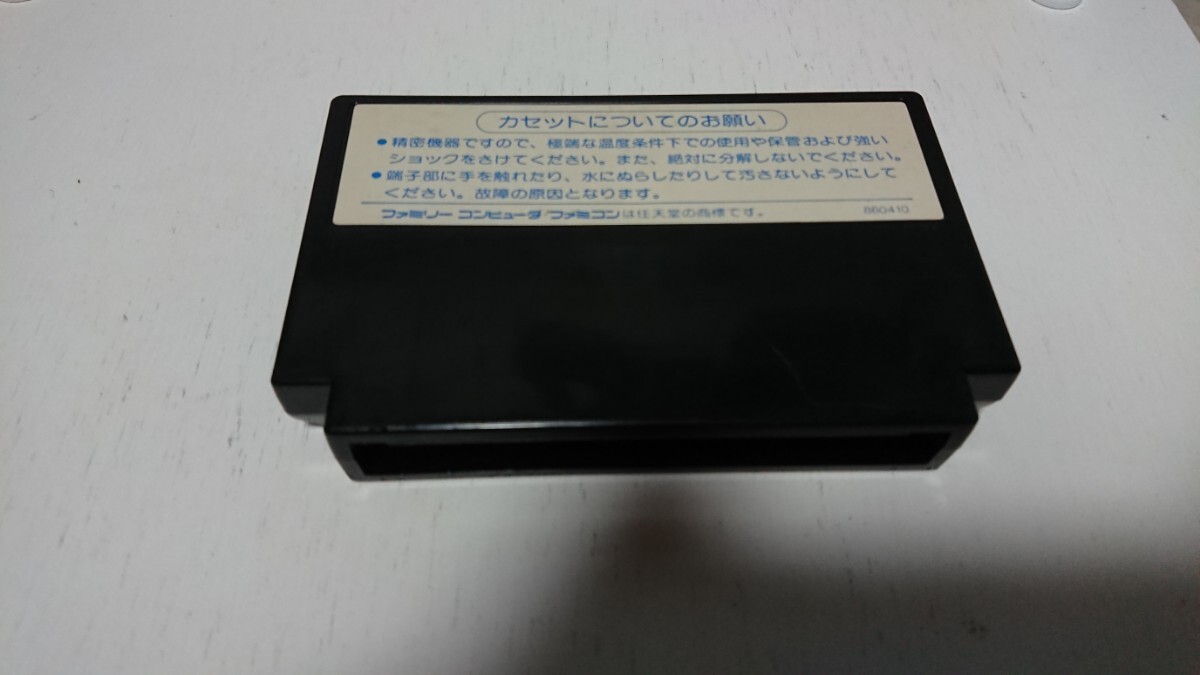 カセットについてのお願い
●精密機器ですので、極端な温度条件下での使用や保管および強い
ショックをさけてください。また、絶対に分解しないでください。
●端子部に手を触れたり、水にぬらしたりして汚さないようにして
ください。故障の原因となります。
ファミリー コンピュータ/ファミコンは任天堂の商標です。 860410